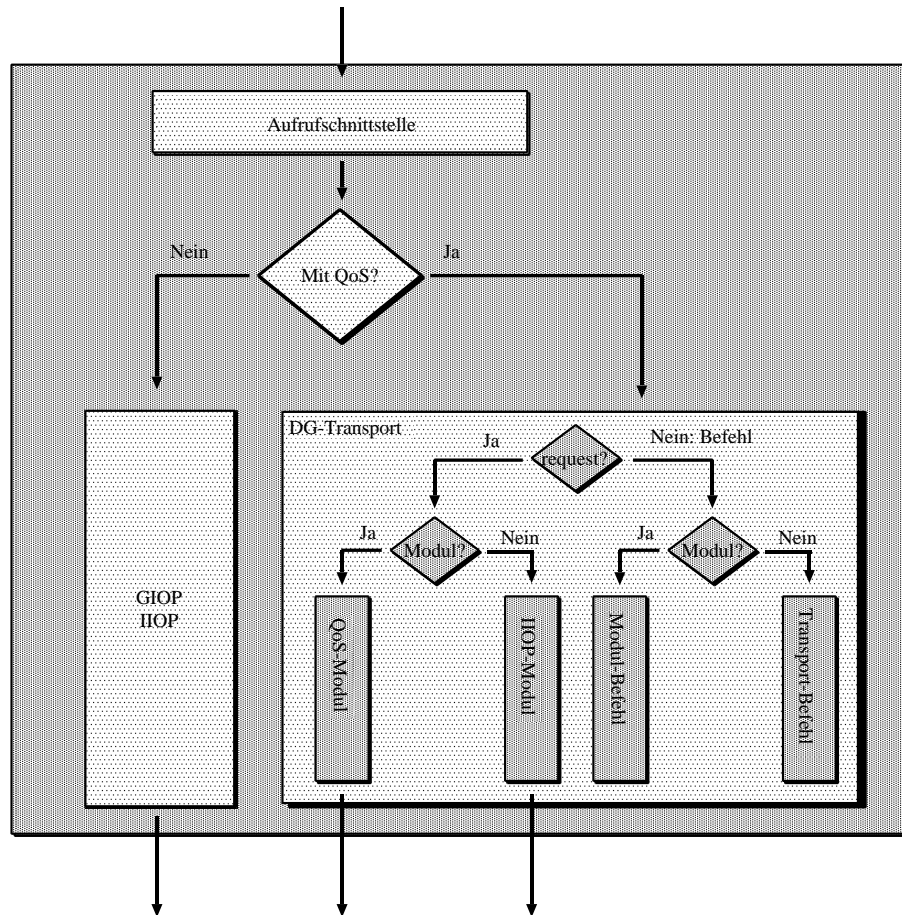 Aufrufschnittstelle
Nein
Ja
Mit QoS?
DG-Transport
Ja
Nein: Befehl
request?
Ja
Modul?
Nein
Ja
Modul?
Nein
GIOP
IIOP
QoS-Modul
IIOP-Modul
Modul-Befehl
Transport-Befehl